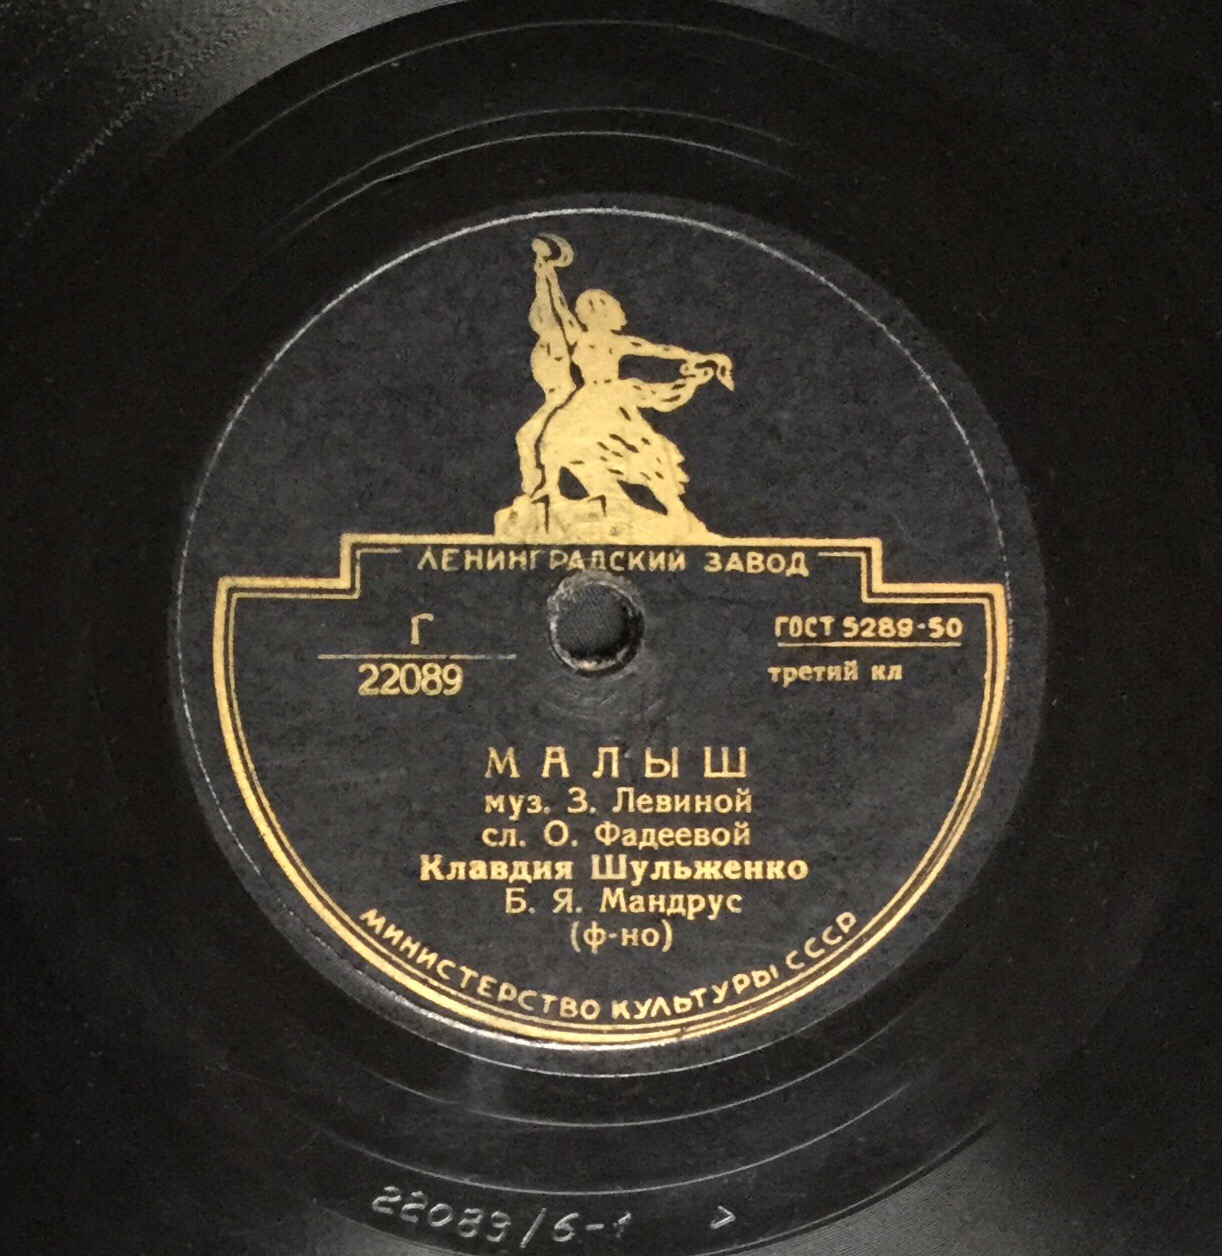 ЛЕНИНГРАДСКИЙ ЗАВОД
Г
22089
ГОСТ 5289-50
третий кл
МАЛЫШ
муз. З. Левиной
сл. О. Фадеевой
Клавдия Шульженко
Б. Я. Мандрус
(ф-но)
МИНИСТЕРСТВО КУЛЬТУРЫ СССР
22089/6-1